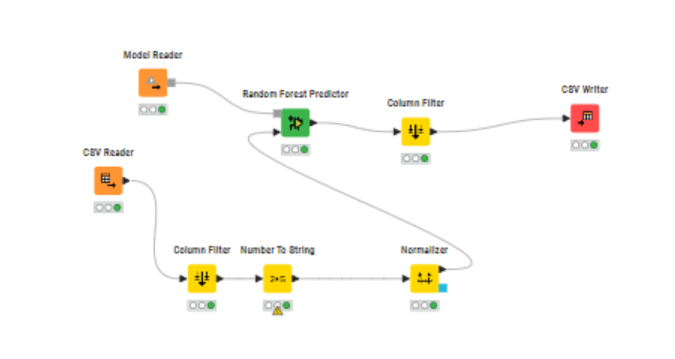 Model Reader
Random Forest Predictor
Column Filter
CSV Writer
CSV Reader
Column Filter
Number To String
Normalizer